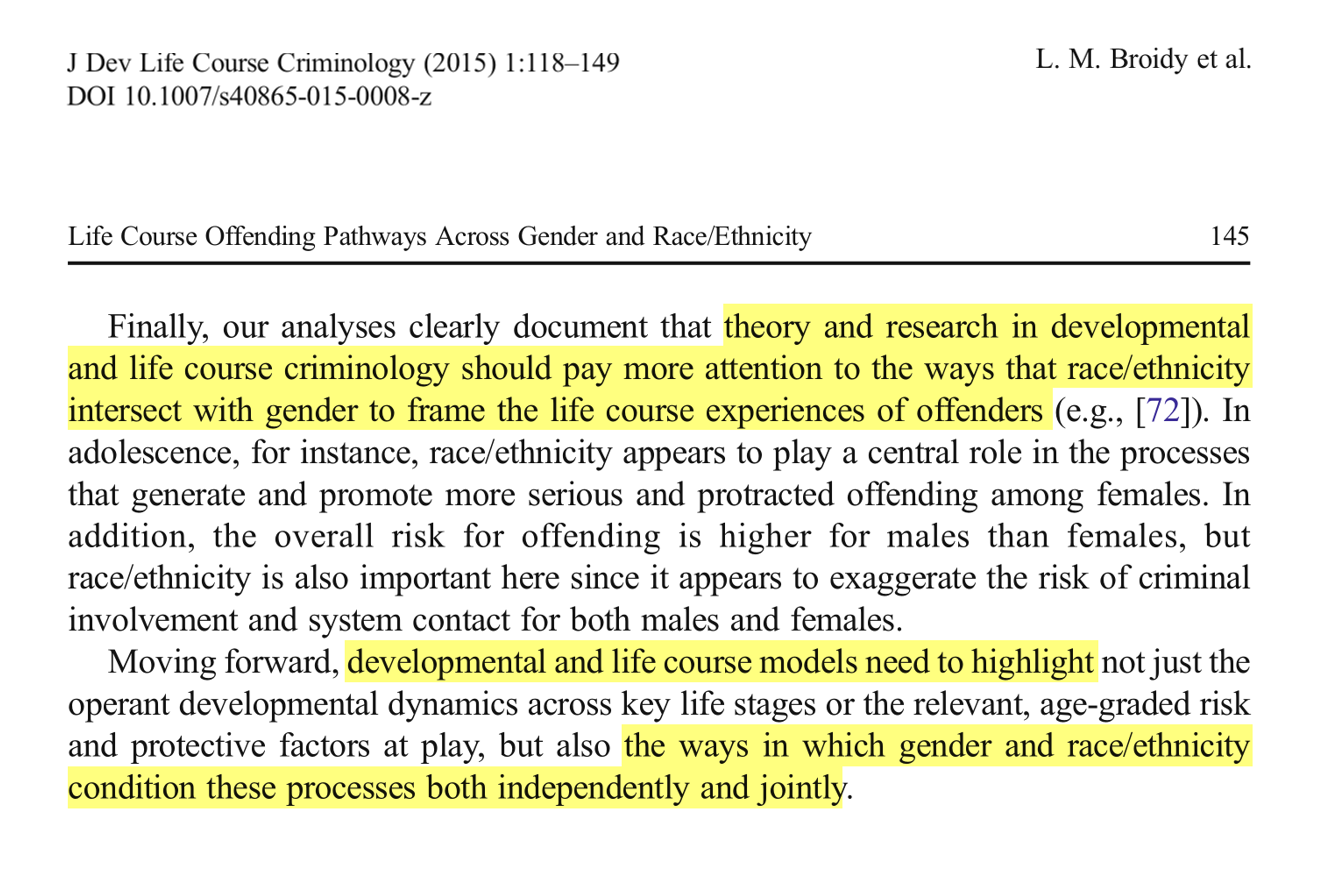 J Dev Life Course Criminology (2015) 1:118–149
DOI 10.1007/s40865-015-0008-z
L. M. Broidy et al.
Life Course Offending Pathways Across Gender and Race/Ethnicity 145
Finally, our analyses clearly document that theory and research in developmental
and life course criminology should pay more attention to the ways that race/ethnicity
intersect with gender to frame the life course experiences of offenders (e.g., [72]). In
adolescence, for instance, race/ethnicity appears to play a central role in the processes
that generate and promote more serious and protracted offending among females. In
addition, the overall risk for offending is higher for males than females, but
race/ethnicity is also important here since it appears to exaggerate the risk of criminal
involvement and system contact for both males and females.
Moving forward, developmental and life course models need to highlight not just the
operant developmental dynamics across key life stages or the relevant, age-graded risk
and protective factors at play, but also the ways in which gender and race/ethnicity
condition these processes both independently and jointly.